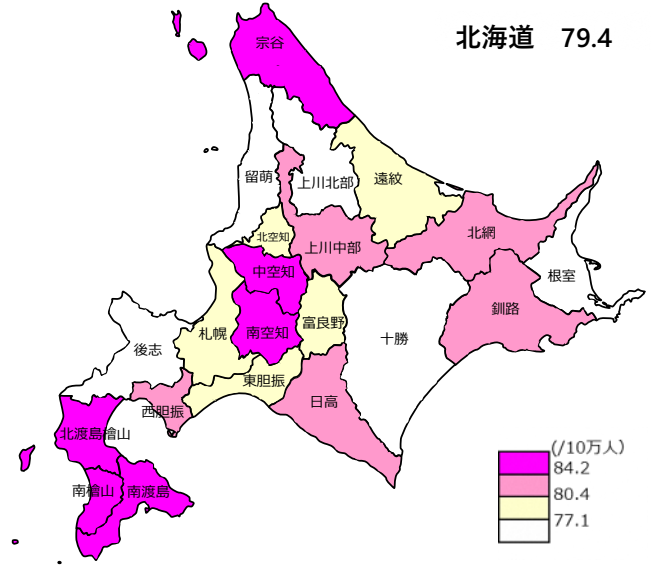 北海道　79.4
宗谷
留萌
上川北部
遠紋
北空知
上川中部
北網
中空知
根室
釧路
札幌
南空知
富良野
十勝
後志
東胆振
西胆振
日高
北渡島檜山
南檜山
南渡島
(/10万人)
84.2
80.4
77.1